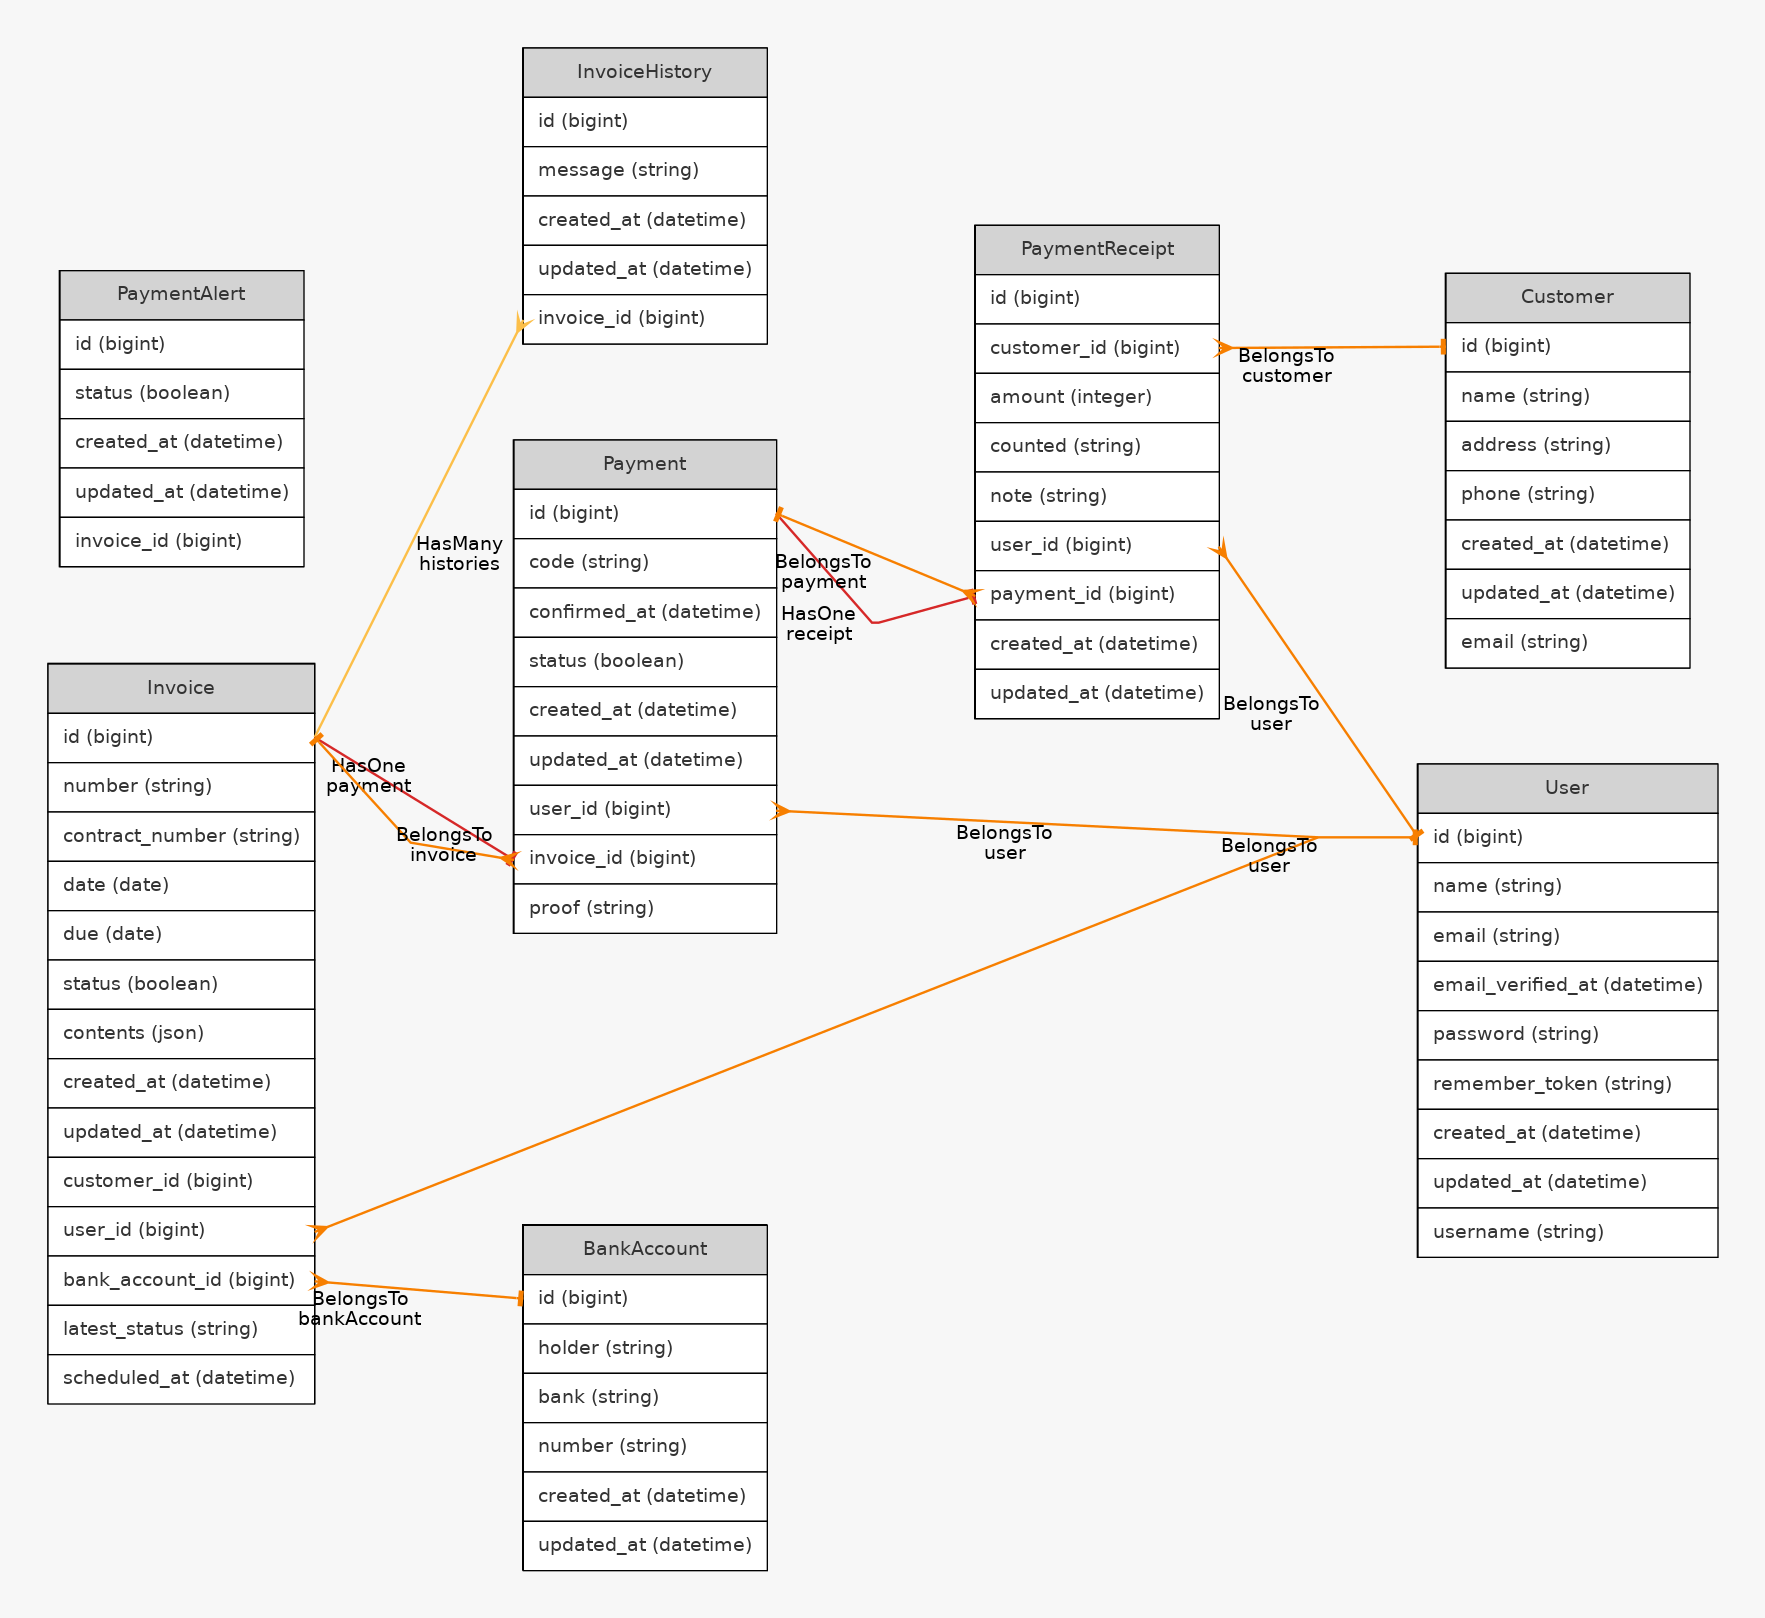 InvoiceHistory
id (bigint)
message (string)
created_at (datetime)
updated_at (datetime)
invoice_id (bigint)
PaymentAlert
id (bigint)
status (boolean)
created_at (datetime)
updated_at (datetime)
invoice_id (bigint)
PaymentReceipt
id (bigint)
customer_id (bigint)
amount (integer)
counted (string)
note (string)
user_id (bigint)
payment_id (bigint)
created_at (datetime)
updated_at (datetime)
Customer
id (bigint)
name (string)
address (string)
phone (string)
created_at (datetime)
updated_at (datetime)
email (string)
BelongsTo
customer
Payment
id (bigint)
code (string)
confirmed_at (datetime)
status (boolean)
created_at (datetime)
updated_at (datetime)
user_id (bigint)
invoice_id (bigint)
proof (string)
HasMany
histories
BelongsTo
payment
HasOne
receipt
Invoice
id (bigint)
number (string)
contract_number (string)
date (date)
due (date)
status (boolean)
contents (json)
created_at (datetime)
updated_at (datetime)
customer_id (bigint)
user_id (bigint)
bank_account_id (bigint)
latest_status (string)
scheduled_at (datetime)
HasOne
payment
BelongsTo
invoice
BelongsTo
user
BelongsTo
user
BelongsTo
user
User
id (bigint)
name (string)
email (string)
email_verified_at (datetime)
password (string)
remember_token (string)
created_at (datetime)
updated_at (datetime)
username (string)
BelongsTo
bankAccount
BankAccount
id (bigint)
holder (string)
bank (string)
number (string)
created_at (datetime)
updated_at (datetime)